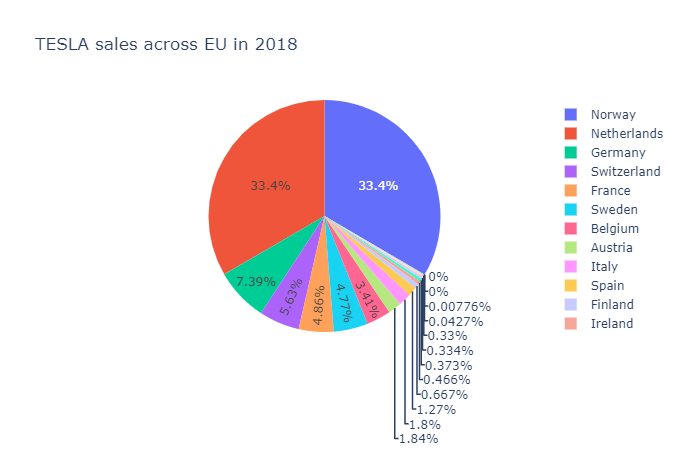 TESLA sales across EU in 2018
Norway
Netherlands
Germany
Switzerland
France
Sweden
Belgium
Austria
Italy
Spain
Finland
Ireland
33.4%
33.4%
7.39%
5.63%
4.86%
4.77%
3.41%
0%
0%
0.00776%
0.0427%
0.33%
0.334%
0.373%
0.466%
0.667%
1.27%
1.8%
1.84%